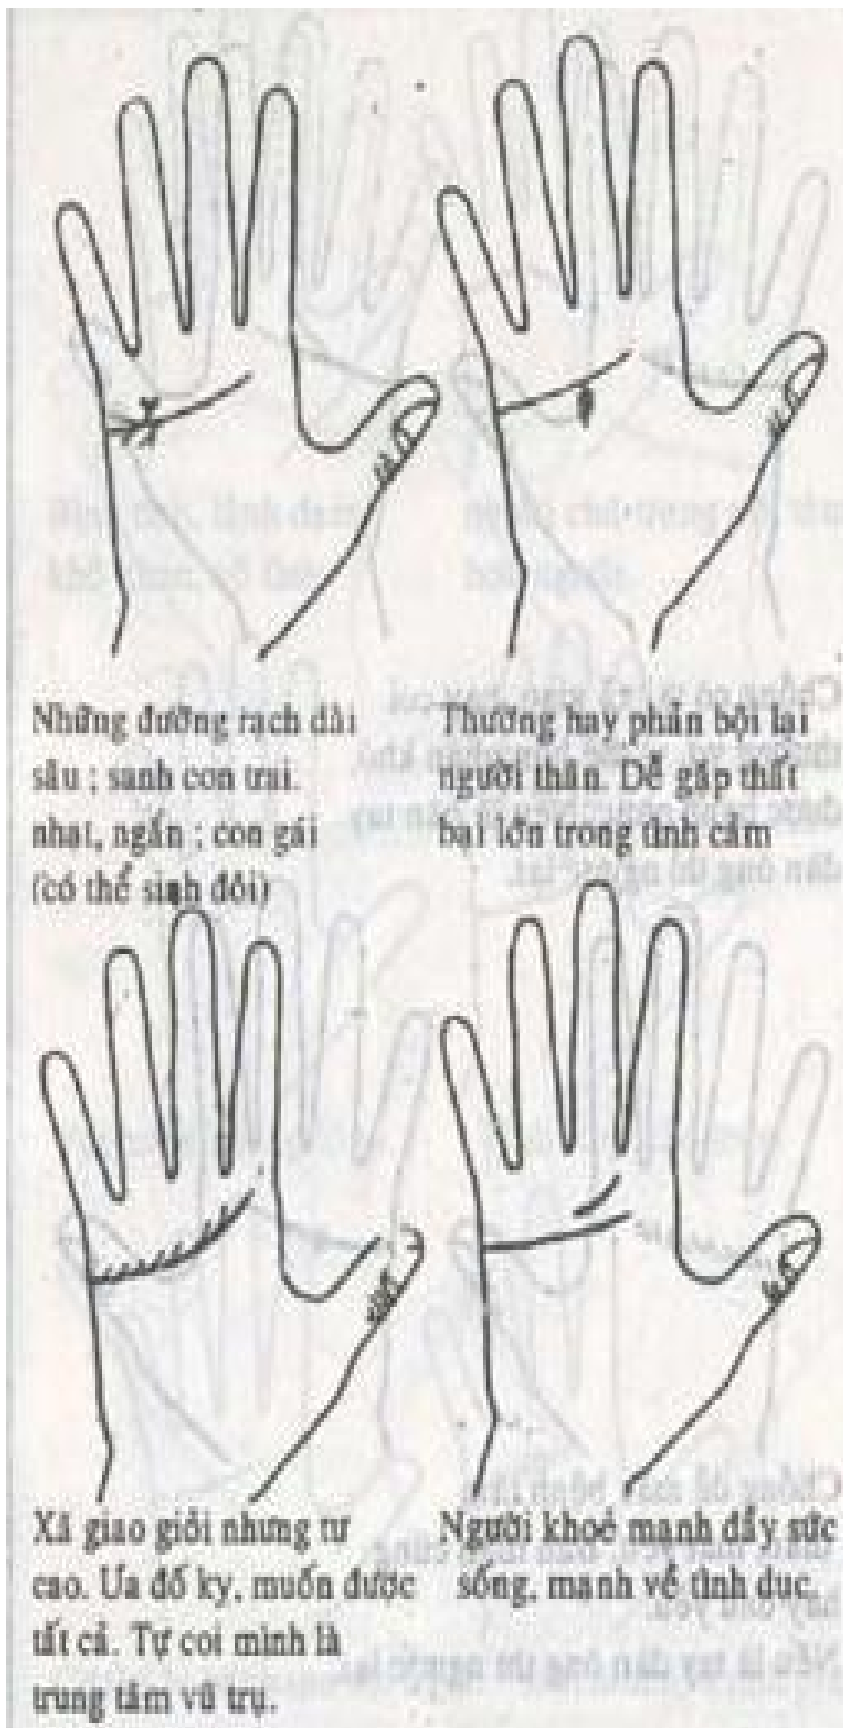 Những đường rạch dài
sâu ; sanh con trai.
nhạt, ngắn ; con gái
(có thể sinh đôi)
Thường hay phản bội lại
người thân. Dễ gặp thất
bại lớn trong tình cảm
Xã giao giỏi nhưng tự
cao. Ưa đố kỵ, muốn được
tất cả. Tự coi mình là
trung tâm vũ trụ.
Người khoẻ mạnh đầy sức
sống, mạnh về tình dục.